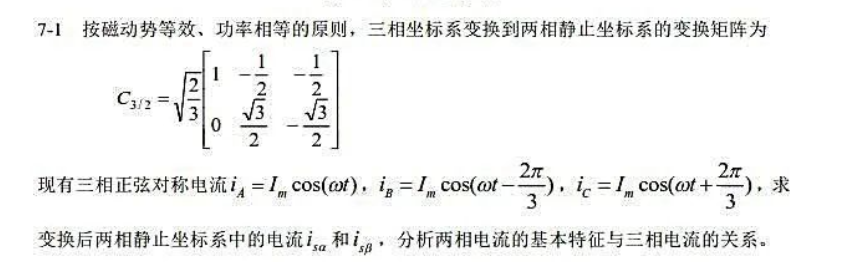 7-1 按磁动势等效、功率相等的原则，三相坐标系变换到两相静止坐标系的变换矩阵为
$C_{3/2} = \sqrt{\frac{2}{3}} \begin{bmatrix} 1 & -\frac{1}{2} & -\frac{1}{2} \\ 0 & \frac{\sqrt{3}}{2} & -\frac{\sqrt{3}}{2} \end{bmatrix}$
现有三相正弦对称电流 $i_A = I_m \cos(\omega t)$，$i_B = I_m \cos(\omega t - \frac{2\pi}{3})$，$i_C = I_m \cos(\omega t + \frac{2\pi}{3})$，求
变换后两相静止坐标系中的电流 $i_{s\alpha}$ 和 $i_{s\beta}$，分析两相电流的基本特征与三相电流的关系。